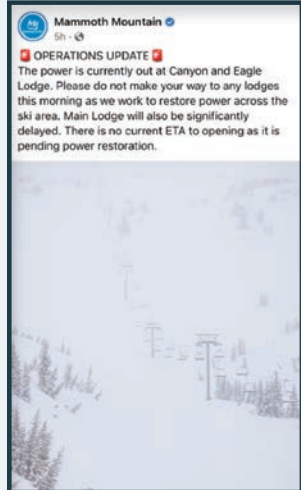 Mammoth Mountain
5h ·
🚨 OPERATIONS UPDATE 🚨
The power is currently out at Canyon and Eagle
Lodge. Please do not make your way to any lodges
this morning as we work to restore power across the
ski area. Main Lodge will also be significantly
delayed. There is no current ETA to opening as it is
pending power restoration.